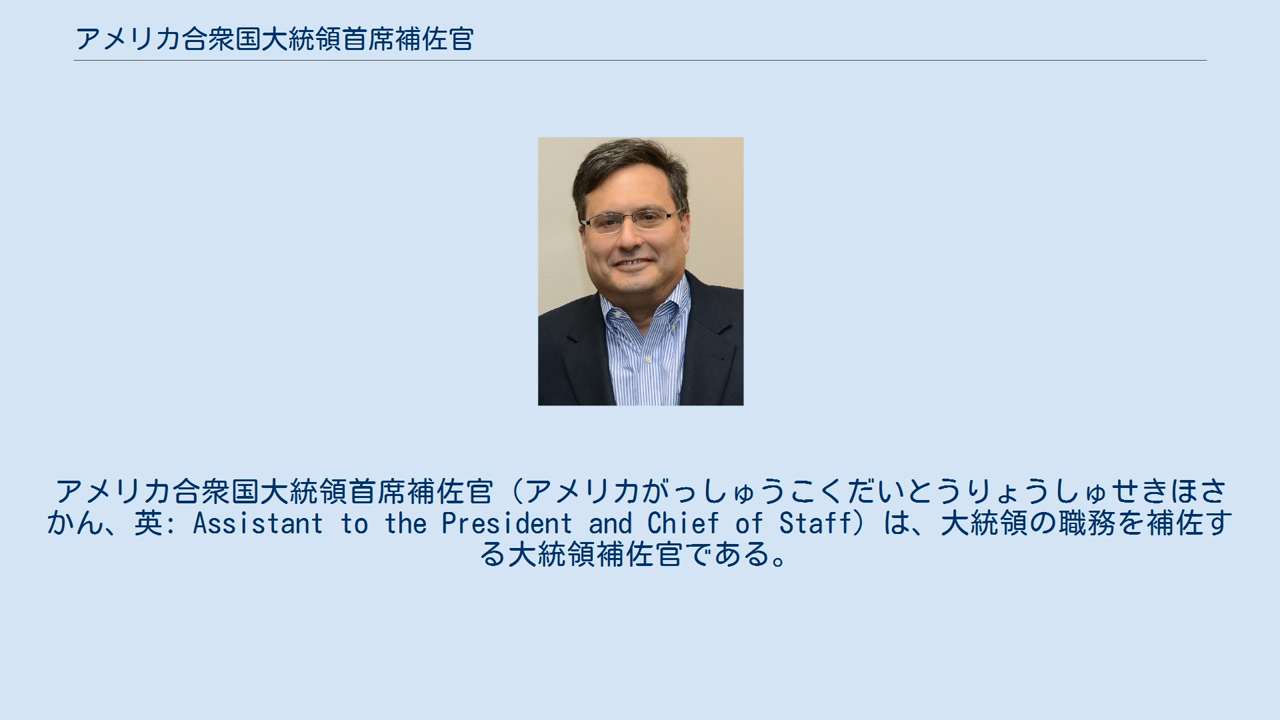 アメリカ合衆国大統領首席補佐官
アメリカ合衆国大統領首席補佐官（アメリカがっしゅうこくだいとうりょうしゅせきほさ
かん、英: Assistant to the President and Chief of Staff）は、大統領の職務を補佐す
る大統領補佐官である。